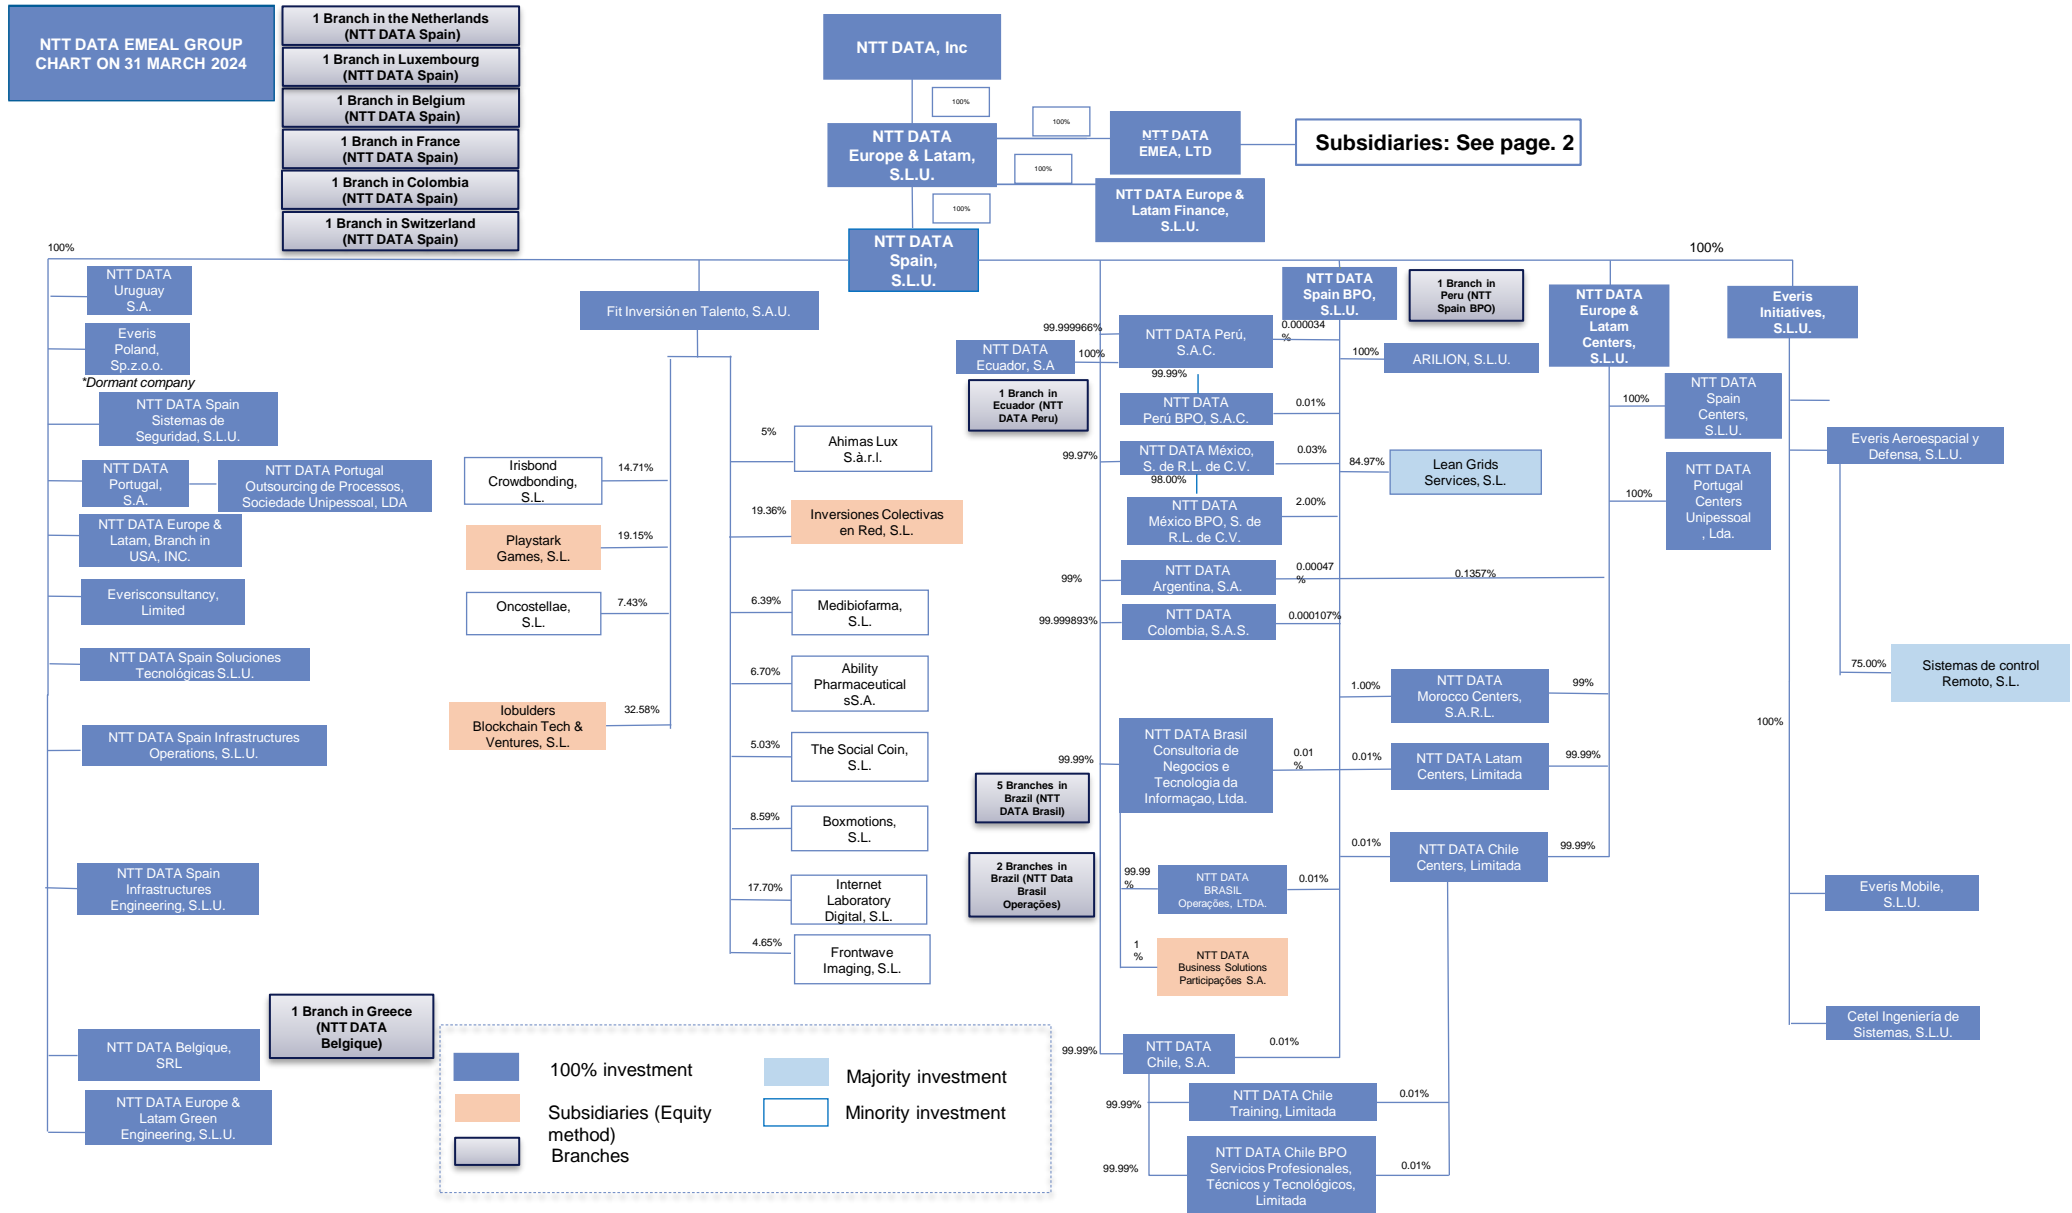 NTT DATA EMEAL GROUP
CHART ON 31 MARCH 2024
1 Branch in the Netherlands
(NTT DATA Spain)
1 Branch in Luxembourg
(NTT DATA Spain)
1 Branch in Belgium
(NTT DATA Spain)
1 Branch in France
(NTT DATA Spain)
1 Branch in Colombia
(NTT DATA Spain)
1 Branch in Switzerland
(NTT DATA Spain)
NTT DATA, Inc
100%
NTT DATA
Europe & Latam,
S.L.U.
100%
NTT DATA
EMEA, LTD
Subsidiaries: See page. 2
100%
NTT DATA Europe &
Latam Finance,
S.L.U.
100%
NTT DATA
Spain,
S.L.U.
100%
100%
NTT DATA
Uruguay
S.A.
Everis
Poland,
Sp.z.o.o.
*Dormant company
NTT DATA Spain
Sistemas de
Seguridad, S.L.U.
NTT DATA
Portugal,
S.A.
NTT DATA Portugal
Outsourcing de Processos,
Sociedade Unipessoal, LDA
NTT DATA Europe &
Latam, Branch in
USA, INC.
Everisconsultancy,
Limited
NTT DATA Spain Soluciones
Tecnológicas S.L.U.
NTT DATA Spain Infrastructures
Operations, S.L.U.
NTT DATA Spain
Infrastructures
Engineering, S.L.U.
NTT DATA Belgique,
SRL
1 Branch in Greece
(NTT DATA
Belgique)
NTT DATA Europe &
Latam Green
Engineering, S.L.U.
Fit Inversión en Talento, S.A.U.
Irisbond
Crowdbonding,
S.L.
14.71%
Playstark
Games, S.L.
19.15%
Oncostellae,
S.L.
7.43%
Iobulders
Blockchain Tech &
Ventures, S.L.
32.58%
5%
Ahimas Lux
S.à.r.l.
19.36%
Inversiones Colectivas
en Red, S.L.
6.39%
Medibiofarma,
S.L.
6.70%
Ability
Pharmaceutical
sS.A.
5.03%
The Social Coin,
S.L.
8.59%
Boxmotions,
S.L.
17.70%
Internet
Laboratory
Digital, S.L.
4.65%
Frontwave
Imaging, S.L.
99.999966%
NTT DATA Perú,
S.A.C.
0.000034
%
NTT DATA
Ecuador, S.A
100%
1 Branch in
Ecuador (NTT
DATA Peru)
99.99%
NTT DATA
Perú BPO, S.A.C.
0.01%
99.97%
NTT DATA México,
S. de R.L. de C.V.
0.03%
98.00%
NTT DATA
México BPO, S. de
R.L. de C.V.
2.00%
99%
NTT DATA
Argentina, S.A.
0.00047
%
0.1357%
99.999893%
NTT DATA
Colombia, S.A.S.
0.000107%
99.99%
NTT DATA Brasil
Consultoria de
Negocios e
Tecnologia da
Informaçao, Ltda.
0.01
%
5 Branches in
Brazil (NTT
DATA Brasil)
2 Branches in
Brazil (NTT Data
Brasil
Operações)
99.99
%
NTT DATA
BRASIL
Operações, LTDA.
0.01%
1
%
NTT DATA
Business Solutions
Participações S.A.
99.99%
NTT DATA
Chile, S.A.
0.01%
99.99%
NTT DATA Chile
Training, Limitada
0.01%
99.99%
NTT DATA Chile BPO
Servicios Profesionales,
Técnicos y Tecnológicos,
Limitada
0.01%
NTT DATA
Spain BPO,
S.L.U.
1 Branch in
Peru (NTT
Spain BPO)
100%
ARILION, S.L.U.
84.97%
Lean Grids
Services, S.L.
1.00%
NTT DATA
Morocco Centers,
S.A.R.L.
99%
0.01%
NTT DATA Latam
Centers, Limitada
99.99%
0.01%
NTT DATA Chile
Centers, Limitada
99.99%
NTT DATA
Europe &
Latam
Centers,
S.L.U.
100%
NTT DATA
Spain
Centers,
S.L.U.
100%
NTT DATA
Portugal
Centers
Unipessoal
, Lda.
Everis
Initiatives,
S.L.U.
Everis Aeroespacial y
Defensa, S.L.U.
75.00%
Sistemas de control
Remoto, S.L.
100%
Everis Mobile,
S.L.U.
Cetel Ingeniería de
Sistemas, S.L.U.
100% investment
Majority investment
Subsidiaries (Equity
method)
Minority investment
Branches